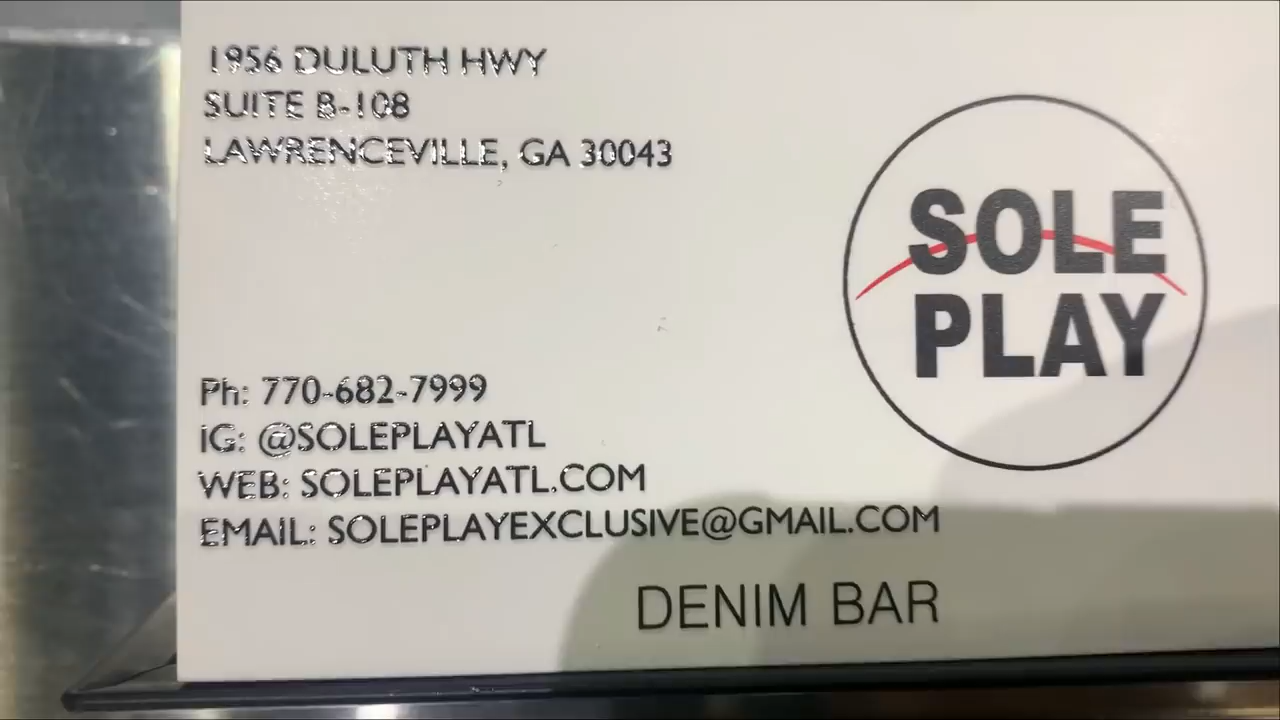 1956 DULUTH HWY
SUITE B-108
LAWRENCEVILLE, GA 30043
SOLE
PLAY
Ph: 770-682-7999
IG: @SOLEPLAYATL
WEB: SOLEPLAYATL.COM
EMAIL: SOLEPLAYEXCLUSIVE@GMAIL.COM
DENIM BAR